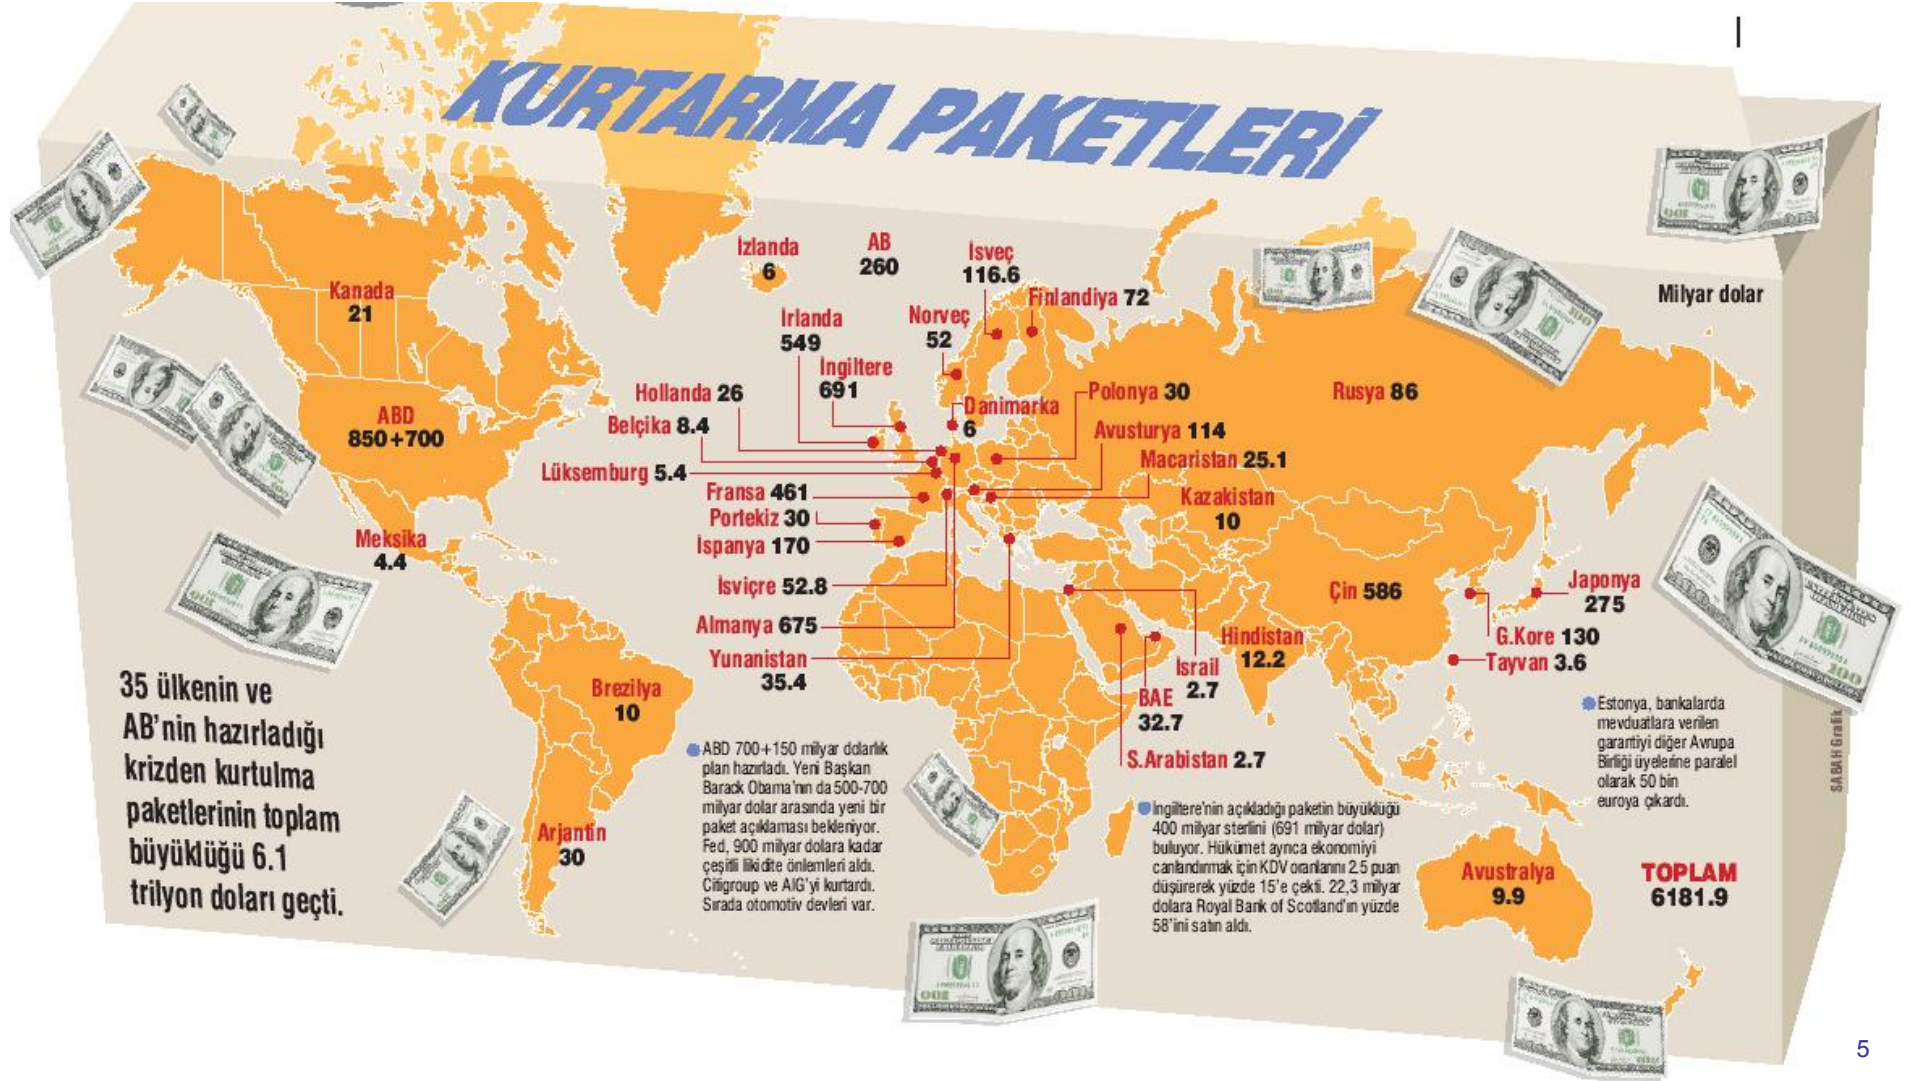 KURTARMA PAKETLERİ
Milyar dolar
İzlanda
6
AB
260
İsveç
116.6
Finlandiya 72
Kanada
21
İrlanda
549
Norveç
52
İngiltere
691
Hollanda 26
Belçika 8.4
Lüksemburg 5.4
Danimarka
6
Polonya 30
Rusya 86
Avusturya 114
Macaristan 25.1
ABD
850+700
Fransa 461
Portekiz 30
İspanya 170
Kazakistan
10
Meksika
4.4
İsviçre 52.8
Almanya 675
Yunanistan
35.4
Çin 586
Japonya
275
G.Kore 130
Tayvan 3.6
Hindistan
12.2
İsrail
2.7
BAE
32.7
S.Arabistan 2.7
Brezilya
10
Arjantin
30
35 ülkenin ve
AB'nin hazırladığı
krizden kurtulma
paketlerinin toplam
büyüklüğü 6.1
trilyon doları geçti.
ABD 700+150 milyar dolarlık
plan hazırladı. Yeni Başkan
Barack Obama'nın da 500-700
milyar dolar arasında yeni bir
paket açıklaması bekleniyor.
Fed, 900 milyar dolara kadar
çeşitli likidite önlemleri aldı.
Citigroup ve AIG'yi kurtardı.
Sırada otomotiv devleri var.
İngiltere'nin açıkladığı paketin büyüklüğü
400 milyar sterlini (691 milyar dolar)
buluyor. Hükümet ayrıca ekonomiyi
canlandırmak için KDV oranlarını 2.5 puan
düşürerek yüzde 15'e çekti. 22,3 milyar
dolara Royal Bank of Scotland'ın yüzde
58'ini satın aldı.
Estonya, bankalarda
mevduatlara verilen
garantiyi diğer Avrupa
Birliği üyelerine paralel
olarak 50 bin
euroya çıkardı.
SABAH Grafik
Avustralya
9.9
TOPLAM
6181.9
5